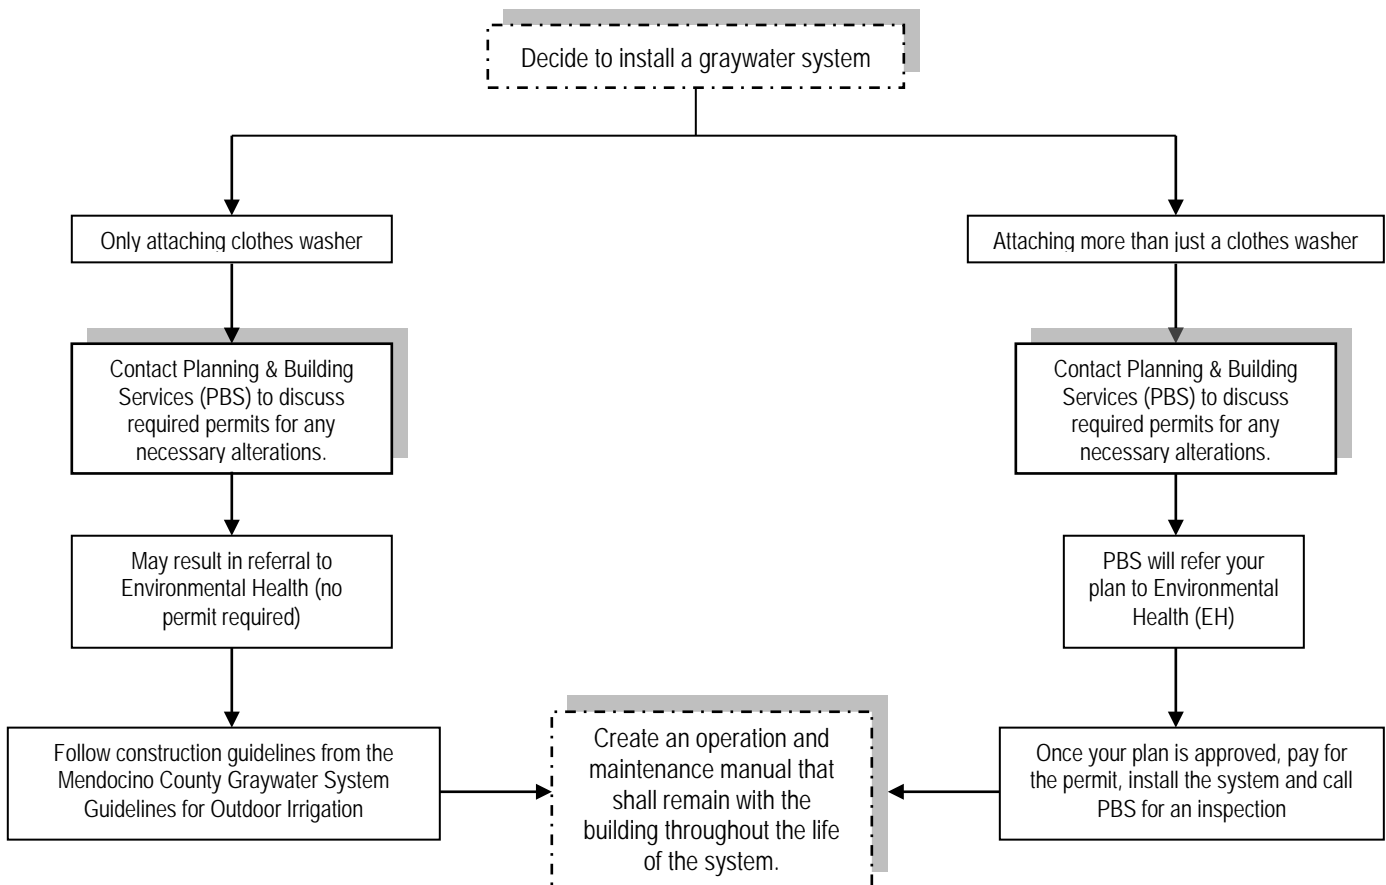 Decide to install a graywater system
Only attaching clothes washer
Attaching more than just a clothes washer
Contact Planning & Building
Services (PBS) to discuss
required permits for any
necessary alterations.
Contact Planning & Building
Services (PBS) to discuss
required permits for any
necessary alterations.
May result in referral to
Environmental Health (no
permit required)
PBS will refer your
plan to Environmental
Health (EH)
Follow construction guidelines from the
Mendocino County Graywater System
Guidelines for Outdoor Irrigation
Create an operation and
maintenance manual that
shall remain with the
building throughout the life
of the system.
Once your plan is approved, pay for
the permit, install the system and call
PBS for an inspection